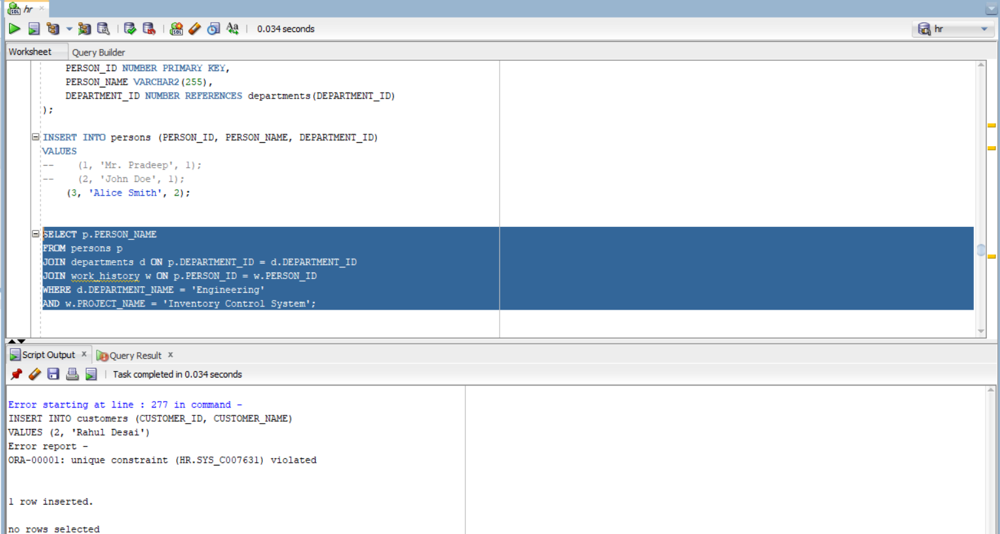 hr
0.034 seconds
hr
Worksheet
Query Builder
PERSON_ID NUMBER PRIMARY KEY,
PERSON_NAME VARCHAR2(255),
DEPARTMENT_ID NUMBER REFERENCES departments(DEPARTMENT_ID)
);
INSERT INTO persons (PERSON_ID, PERSON_NAME, DEPARTMENT_ID)
VALUES
--    (1, 'Mr. Pradeep', 1);
--    (2, 'John Doe', 1);
(3, 'Alice Smith', 2);
SELECT p.PERSON_NAME
FROM persons p
JOIN departments d ON p.DEPARTMENT_ID = d.DEPARTMENT_ID
JOIN work_history w ON p.PERSON_ID = w.PERSON_ID
WHERE d.DEPARTMENT_NAME = 'Engineering'
AND w.PROJECT_NAME = 'Inventory Control System';
Script Output
Query Result
Task completed in 0.034 seconds
Error starting at line : 277 in command -
INSERT INTO customers (CUSTOMER_ID, CUSTOMER_NAME)
VALUES (2, 'Rahul Desai')
Error report -
ORA-00001: unique constraint (HR.SYS_C007631) violated
1 row inserted.
no rows selected